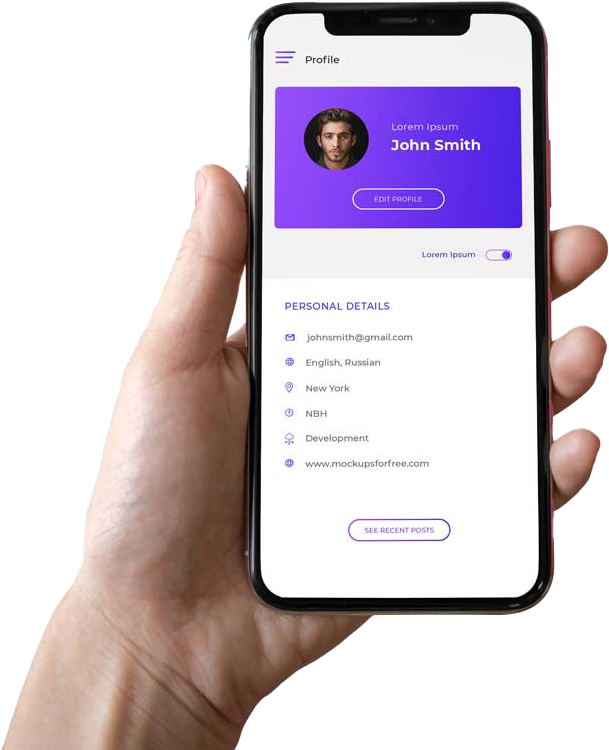 Profile
Lorem Ipsum
John Smith
EDIT PROFILE
Lorem Ipsum
PERSONAL DETAILS
johnsmith@gmail.com
English, Russian
New York
NBH
Development
www.mockupsforfree.com
SEE RECENT POSTS